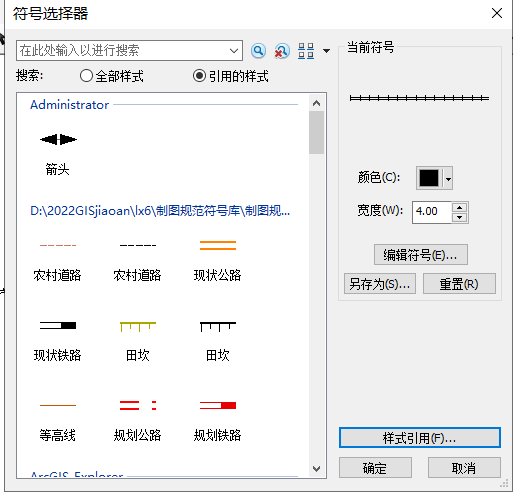 符号选择器
在此处输入以进行搜索
搜索:
全部样式
引用的样式
Administrator
箭头
D:\2022GISjiaoan\lx6\制图规范符号库\制图规...
农村道路
农村道路
现状公路
现状铁路
田坎
田坎
等高线
规划公路
规划铁路
ArcGIS_Explorer
当前符号
颜色(C):
宽度(W):
4.00
编辑符号(E)...
另存为(S)...
重置(R)
样式引用(F)...
确定
取消